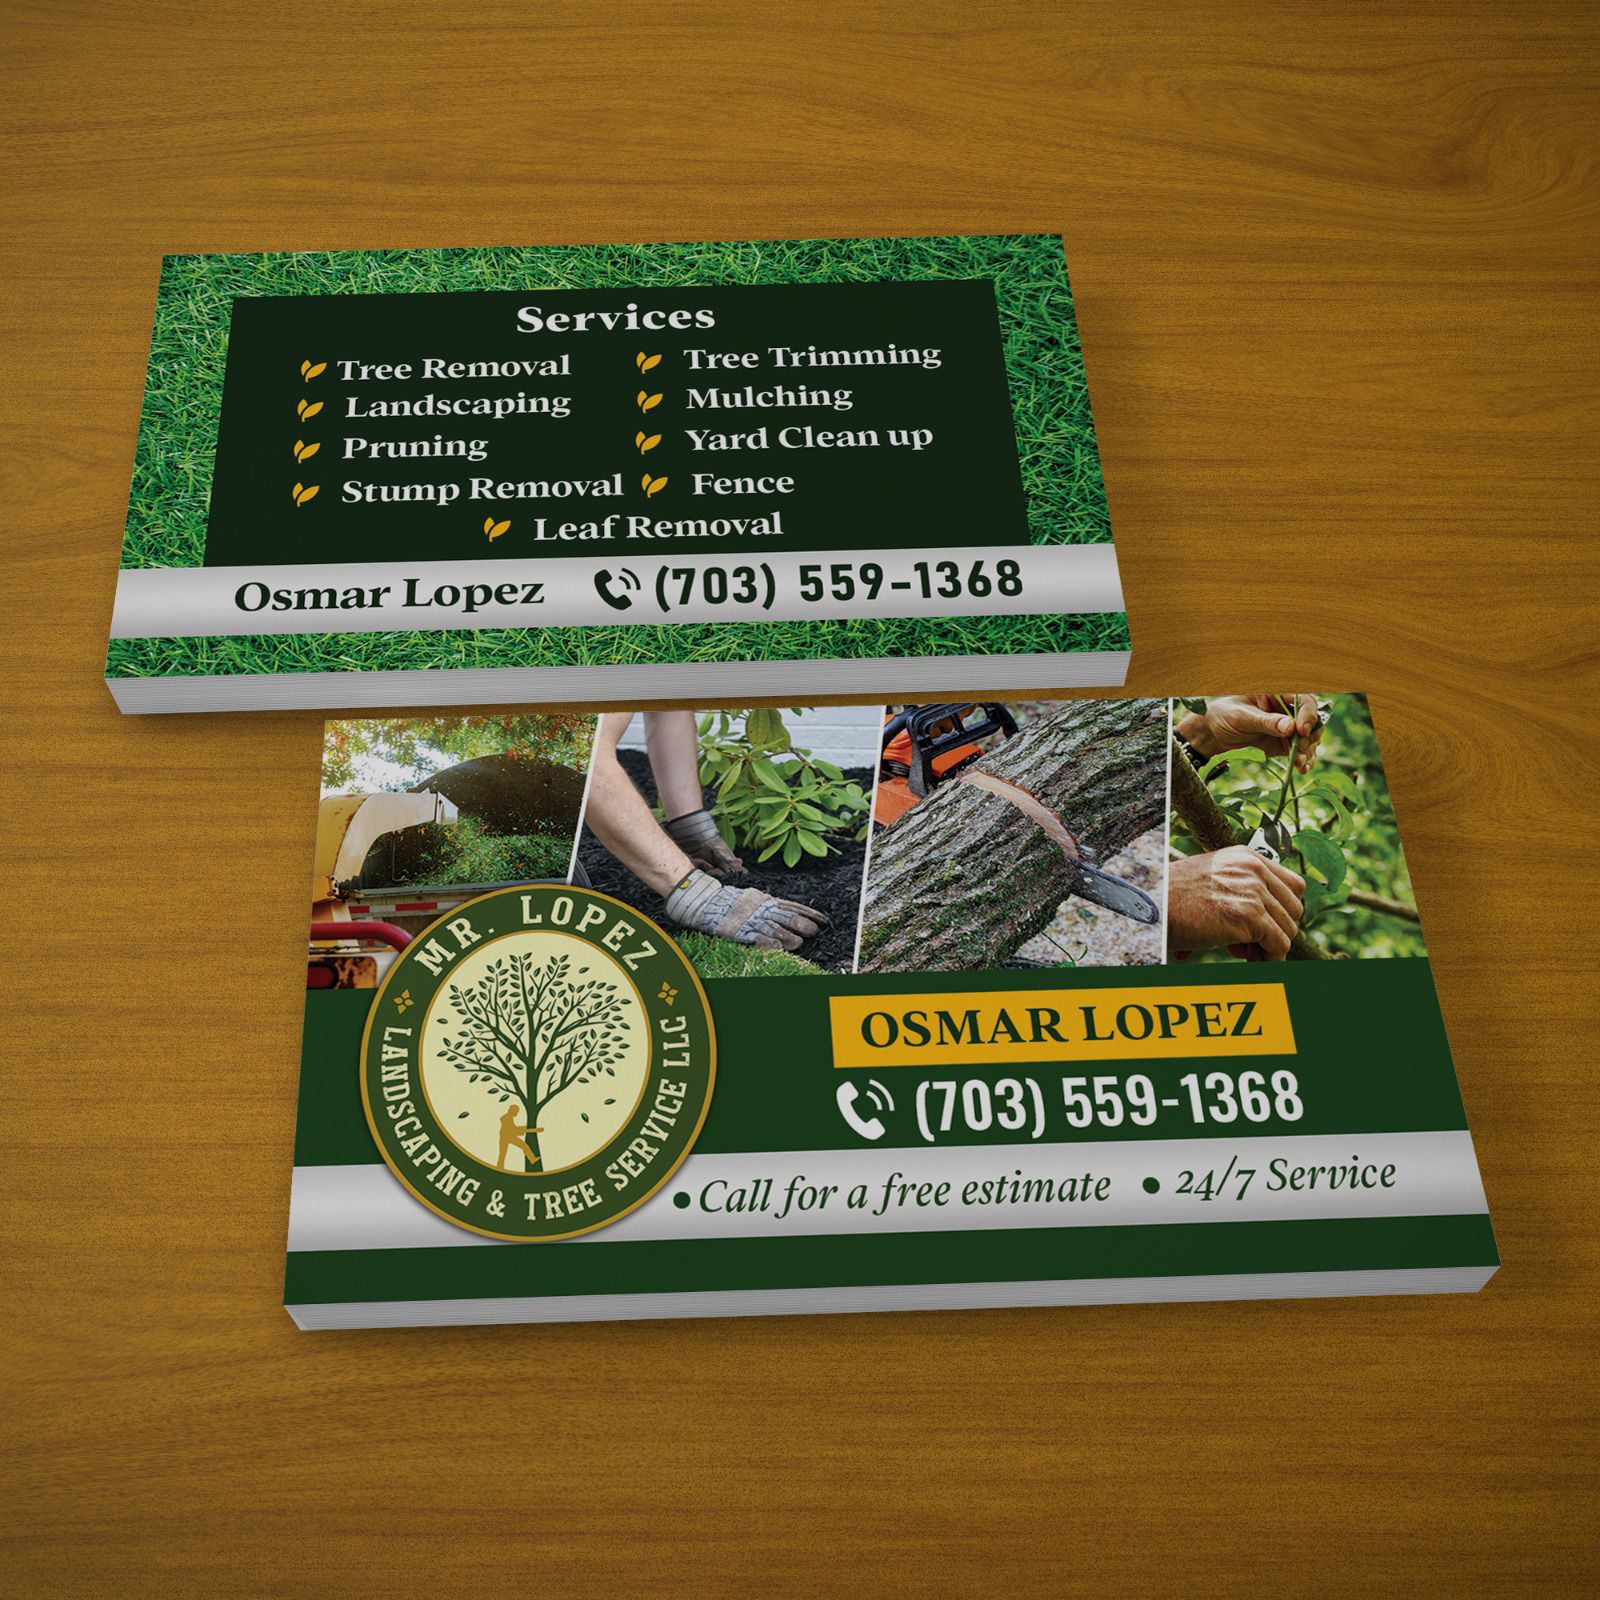 Services
Tree Removal
Tree Trimming
Landscaping
Mulching
Pruning
Yard Clean up
Stump Removal
Fence
Leaf Removal
Osmar Lopez
(703) 559-1368
MR. LOPEZ
LANDSCAPING & TREE SERVICE LLC
OSMAR LOPEZ
(703) 559-1368
• Call for a free estimate • 24/7 Service